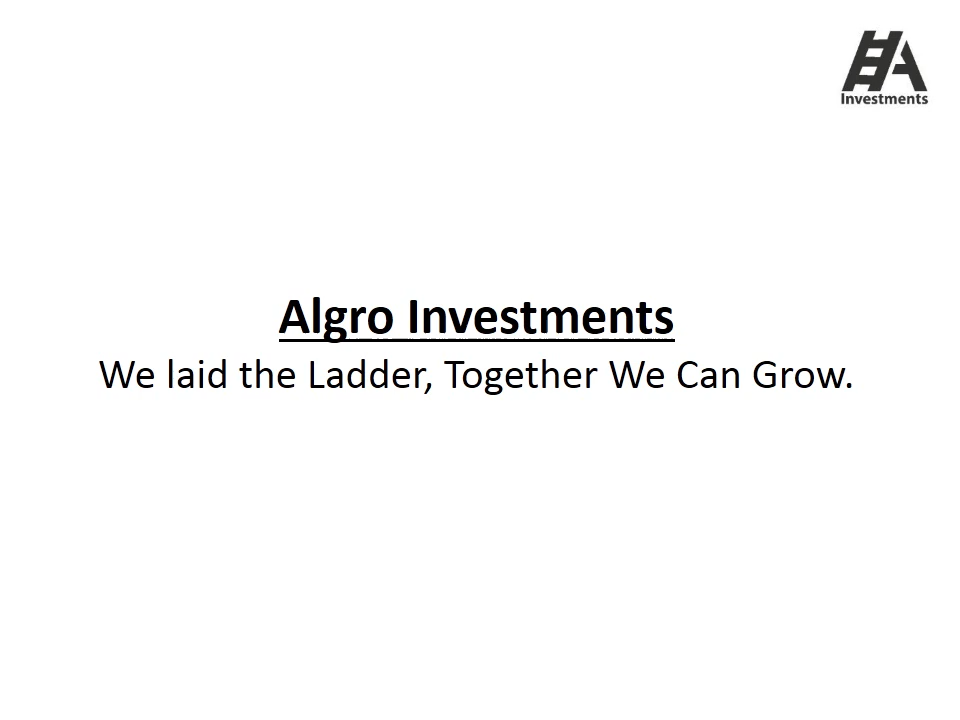 Investments
Algro Investments
We laid the Ladder, Together We Can Grow.